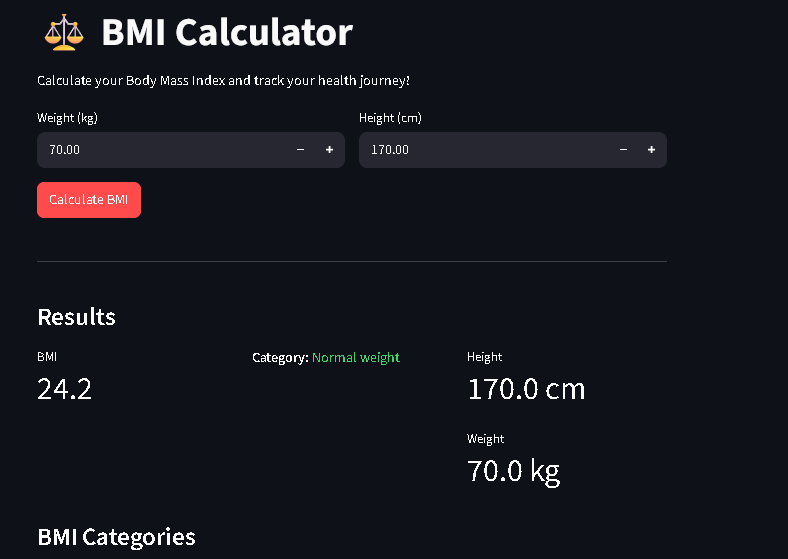 BMI Calculator
Calculate your Body Mass Index and track your health journey!
Weight (kg) Height (cm)
70.00 − + 170.00 − +
Calculate BMI
Results
BMI Category: Normal weight Height
24.2 170.0 cm
Weight
70.0 kg
BMI Categories